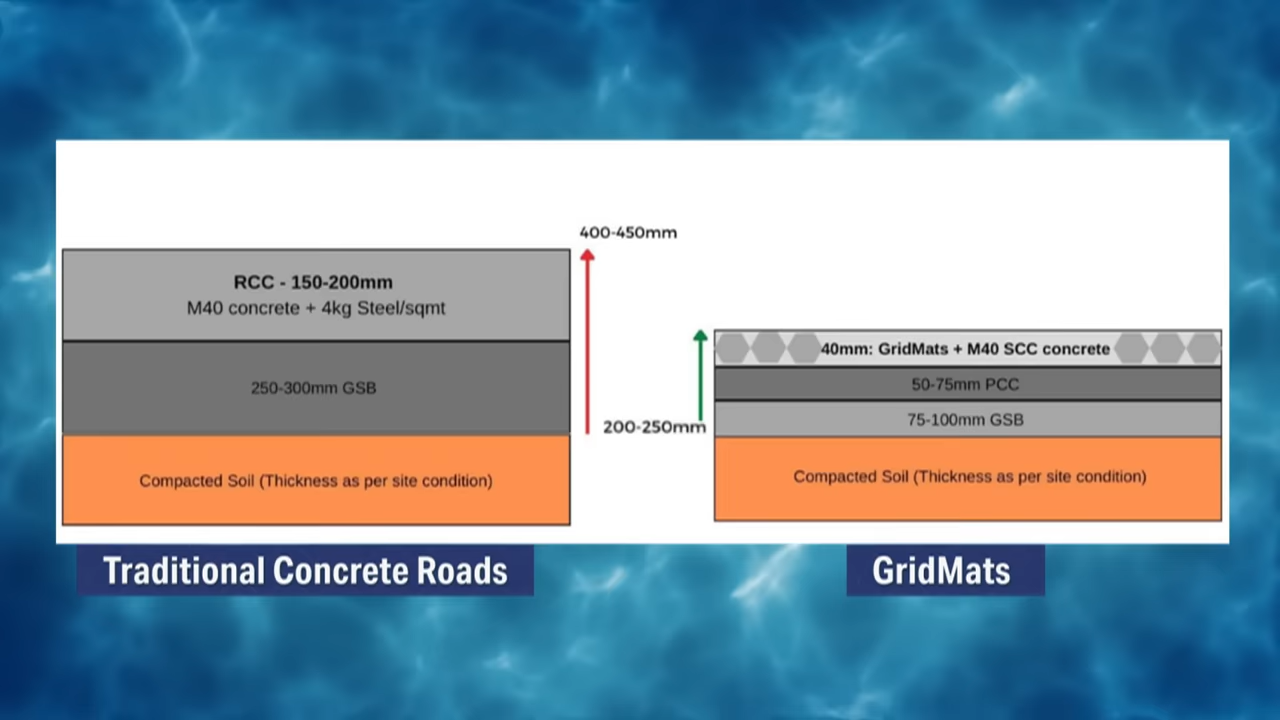 400-450mm
RCC - 150-200mm
M40 concrete + 4kg Steel/sqmt
250-300mm GSB
Compacted Soil (Thickness as per site condition)
200-250mm
40mm: GridMats + M40 SCC concrete
50-75mm PCC
75-100mm GSB
Compacted Soil (Thickness as per site condition)
Traditional Concrete Roads
GridMats